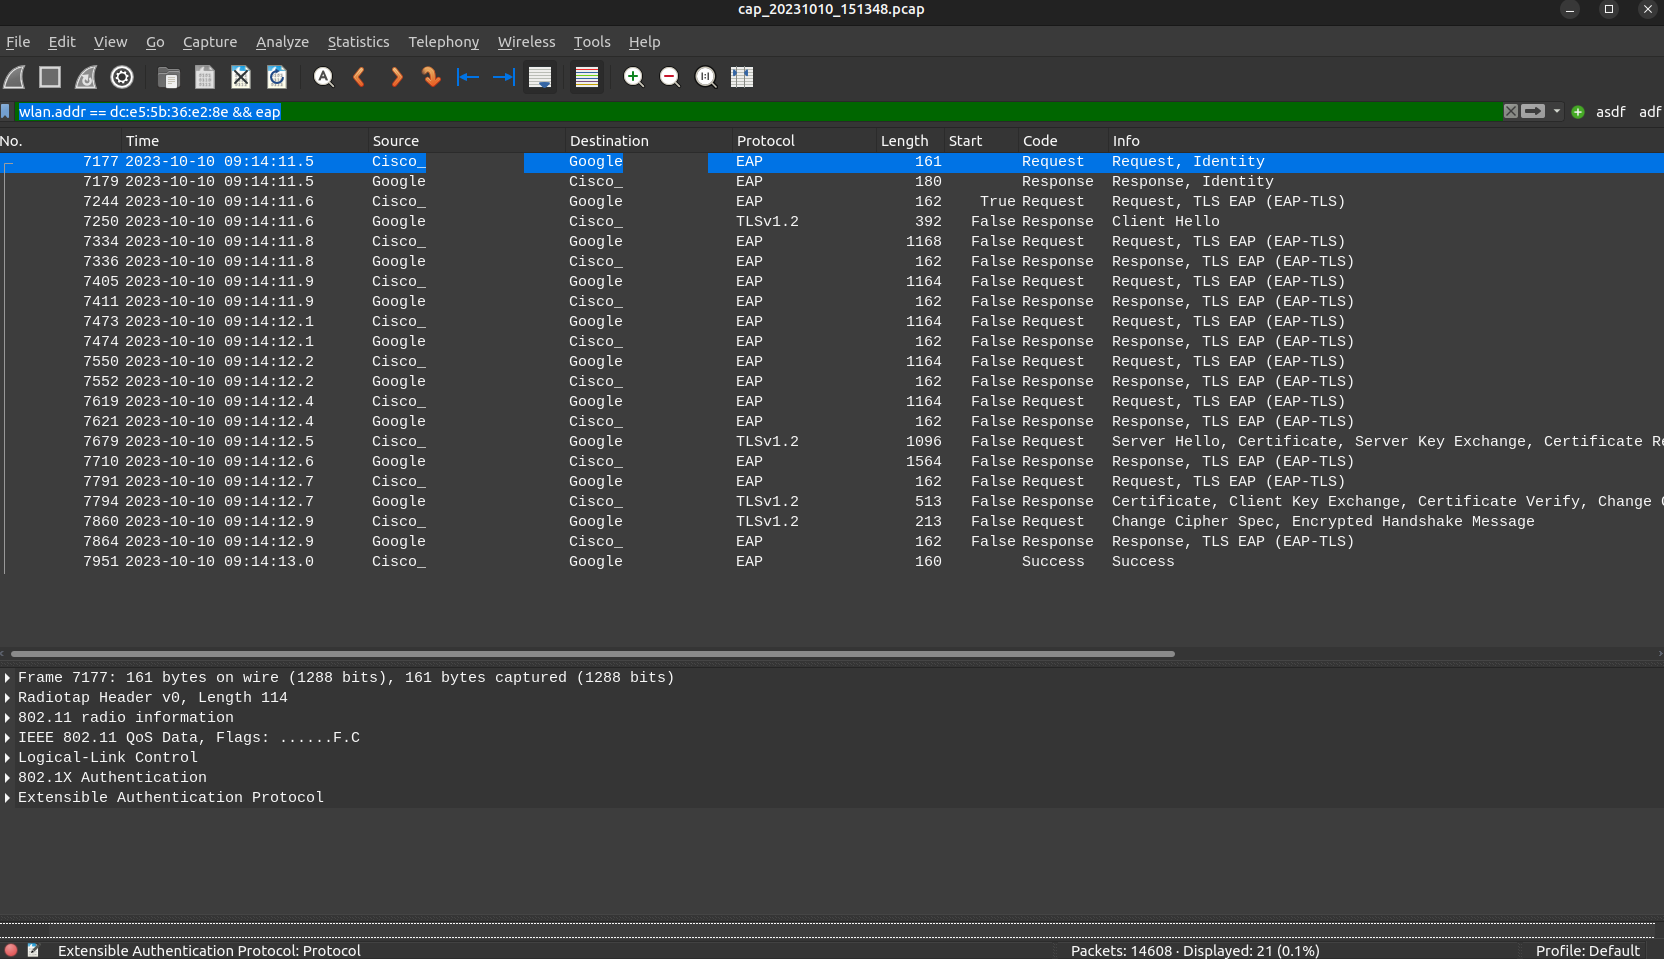 cap_20231010_151348.pcap
File Edit View Go Capture Analyze Statistics Telephony Wireless Tools Help
wlan.addr == dc:e5:5b:36:e2:8e && eap asdf adf
No. Time Source Destination Protocol Length Start Code Info
7177 2023-10-10 09:14:11.5 Cisco_ Google EAP 161 Request Request, Identity
7179 2023-10-10 09:14:11.5 Google Cisco_ EAP 180 Response Response, Identity
7244 2023-10-10 09:14:11.6 Cisco_ Google EAP 162 True Request Request, TLS EAP (EAP-TLS)
7250 2023-10-10 09:14:11.6 Google Cisco_ TLSv1.2 392 False Response Client Hello
7334 2023-10-10 09:14:11.8 Cisco_ Google EAP 1168 False Request Request, TLS EAP (EAP-TLS)
7336 2023-10-10 09:14:11.8 Google Cisco_ EAP 162 False Response Response, TLS EAP (EAP-TLS)
7405 2023-10-10 09:14:11.9 Cisco_ Google EAP 1164 False Request Request, TLS EAP (EAP-TLS)
7411 2023-10-10 09:14:11.9 Google Cisco_ EAP 162 False Response Response, TLS EAP (EAP-TLS)
7473 2023-10-10 09:14:12.1 Cisco_ Google EAP 1164 False Request Request, TLS EAP (EAP-TLS)
7474 2023-10-10 09:14:12.1 Google Cisco_ EAP 162 False Response Response, TLS EAP (EAP-TLS)
7550 2023-10-10 09:14:12.2 Cisco_ Google EAP 1164 False Request Request, TLS EAP (EAP-TLS)
7552 2023-10-10 09:14:12.2 Google Cisco_ EAP 162 False Response Response, TLS EAP (EAP-TLS)
7619 2023-10-10 09:14:12.4 Cisco_ Google EAP 1164 False Request Request, TLS EAP (EAP-TLS)
7621 2023-10-10 09:14:12.4 Google Cisco_ EAP 162 False Response Response, TLS EAP (EAP-TLS)
7679 2023-10-10 09:14:12.5 Cisco_ Google TLSv1.2 1096 False Request Server Hello, Certificate, Server Key Exchange, Certificate Re
7710 2023-10-10 09:14:12.6 Google Cisco_ EAP 1564 False Response Response, TLS EAP (EAP-TLS)
7791 2023-10-10 09:14:12.7 Cisco_ Google EAP 162 False Request Request, TLS EAP (EAP-TLS)
7794 2023-10-10 09:14:12.7 Google Cisco_ TLSv1.2 513 False Response Certificate, Client Key Exchange, Certificate Verify, Change C
7860 2023-10-10 09:14:12.9 Cisco_ Google TLSv1.2 213 False Request Change Cipher Spec, Encrypted Handshake Message
7864 2023-10-10 09:14:12.9 Google Cisco_ EAP 162 False Response Response, TLS EAP (EAP-TLS)
7951 2023-10-10 09:14:13.0 Cisco_ Google EAP 160 Success Success
Frame 7177: 161 bytes on wire (1288 bits), 161 bytes captured (1288 bits)
Radiotap Header v0, Length 114
802.11 radio information
IEEE 802.11 QoS Data, Flags: ......F.C
Logical-Link Control
802.1X Authentication
Extensible Authentication Protocol
Extensible Authentication Protocol: Protocol Packets: 14608 · Displayed: 21 (0.1%) Profile: Default